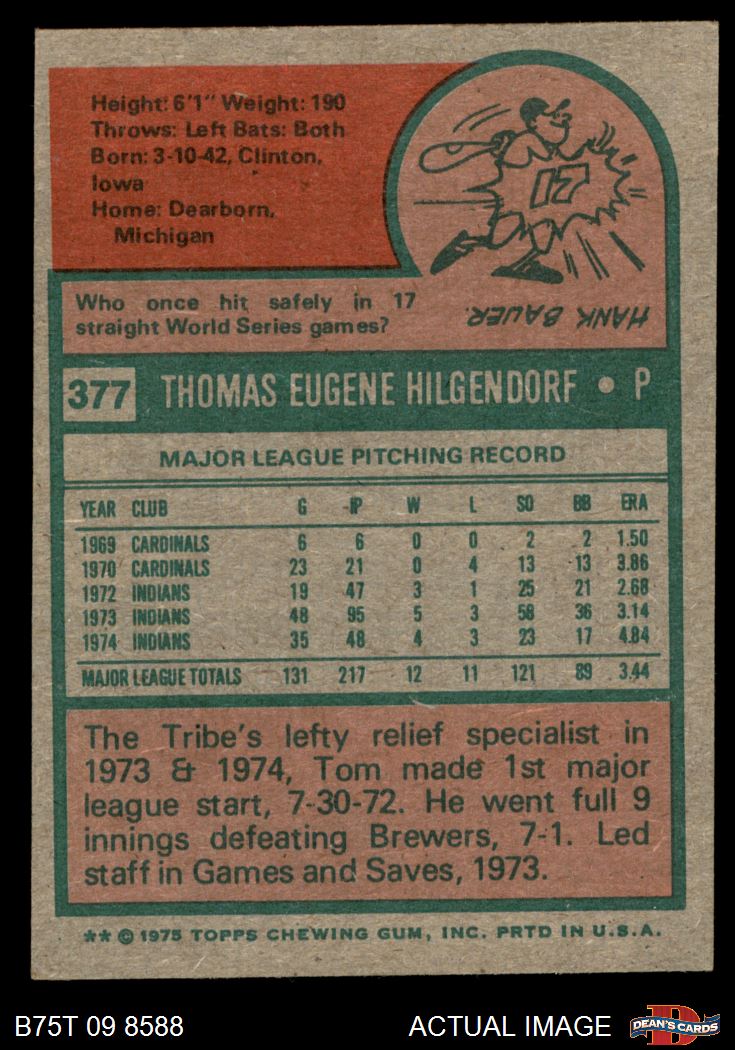 Height: 6'1" Weight: 190
Throws: Left Bats: Both
Born: 3-10-42, Clinton,
Iowa
Home: Dearborn,
Michigan
17
Who once hit safely in 17
straight World Series games?
HANK BAUER.
377 THOMAS EUGENE HILGENDORF • P
MAJOR LEAGUE PITCHING RECORD
YEAR CLUB G IP W L SO BB ERA
1969 CARDINALS 6 6 0 0 2 2 1.50
1970 CARDINALS 23 21 0 4 13 13 3.86
1972 INDIANS 19 47 3 1 25 21 2.68
1973 INDIANS 48 95 5 3 58 36 3.14
1974 INDIANS 35 48 4 3 23 17 4.84
MAJOR LEAGUE TOTALS 131 217 12 11 121 89 3.44
The Tribe's lefty relief specialist in
1973 & 1974, Tom made 1st major
league start, 7-30-72. He went full 9
innings defeating Brewers, 7-1. Led
staff in Games and Saves, 1973.
** © 1975 TOPPS CHEWING GUM, INC. PRTD IN U.S.A.
B75T 09 8588
ACTUAL IMAGE
D
DEAN'S CARDS